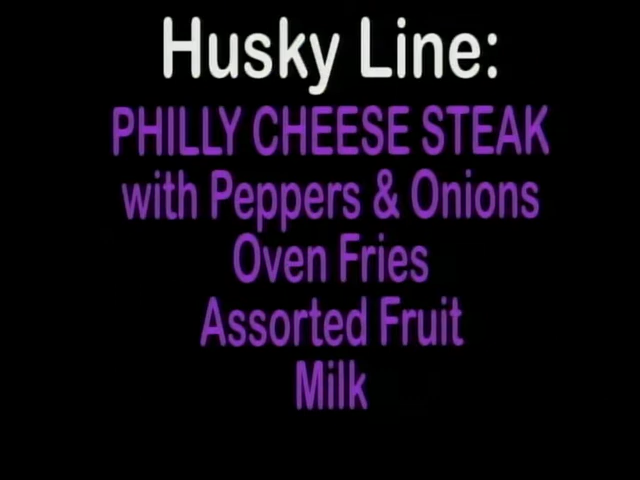 Husky Line:
PHILLY CHEESE STEAK
with Peppers & Onions
Oven Fries
Assorted Fruit
Milk